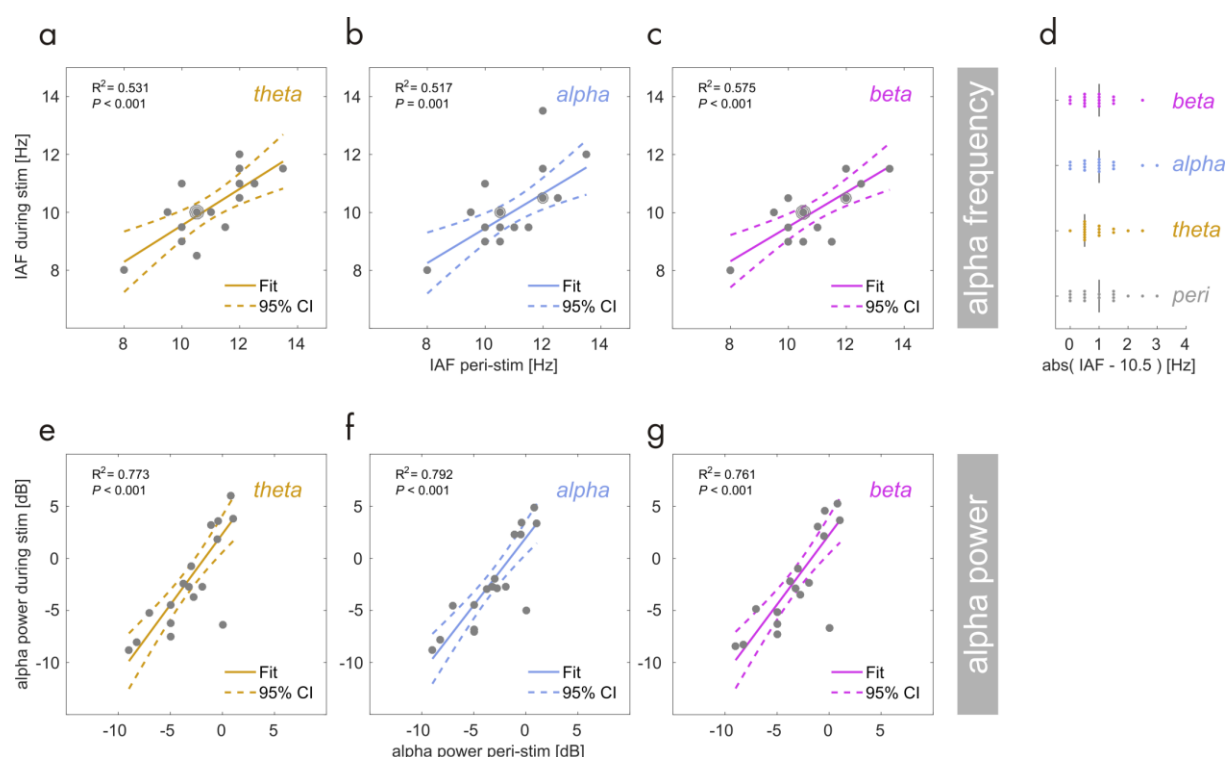 a
b
c
d
R2 = 0.531
P < 0.001
theta
R2 = 0.517
P = 0.001
alpha
R2 = 0.575
P < 0.001
beta
IAF during stim [Hz]
14
12
10
8
Fit
95% CI
8 10 12 14
14
12
10
8
Fit
95% CI
8 10 12 14
IAF peri-stim [Hz]
14
12
10
8
Fit
95% CI
8 10 12 14
alpha frequency
beta
alpha
theta
peri
0 1 2 3 4
abs( IAF - 10.5 ) [Hz]
e
f
g
R2 = 0.773
P < 0.001
theta
R2 = 0.792
P < 0.001
alpha
R2 = 0.761
P < 0.001
beta
alpha power during stim [dB]
5
0
-5
-10
Fit
95% CI
-10 -5 0 5
5
0
-5
-10
Fit
95% CI
-10 -5 0 5
alpha power peri-stim [dB]
5
0
-5
-10
Fit
95% CI
-10 -5 0 5
alpha power